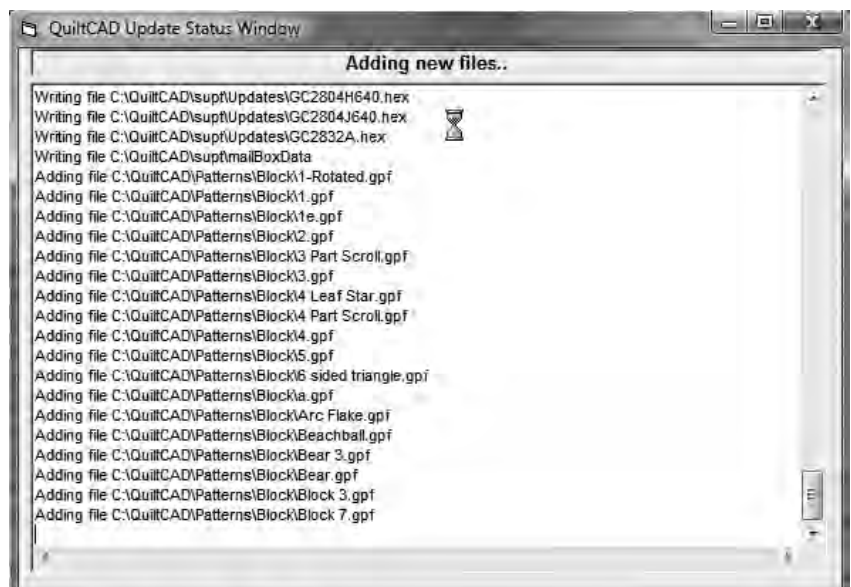 QuiltCAD Update Status Window
Adding new files..
Writing file C:\QuiltCAD\supt\Updates\GC2804H640.hex
Writing file C:\QuiltCAD\supt\Updates\GC2804J640.hex
Writing file C:\QuiltCAD\supt\Updates\GC2832A.hex
Writing file C:\QuiltCAD\supt\mailBoxData
Adding file C:\QuiltCAD\Patterns\Block\1-Rotated.gpf
Adding file C:\QuiltCAD\Patterns\Block\1.gpf
Adding file C:\QuiltCAD\Patterns\Block\1e.gpf
Adding file C:\QuiltCAD\Patterns\Block\2.gpf
Adding file C:\QuiltCAD\Patterns\Block\3 Part Scroll.gpf
Adding file C:\QuiltCAD\Patterns\Block\3.gpf
Adding file C:\QuiltCAD\Patterns\Block\4 Leaf Star.gpf
Adding file C:\QuiltCAD\Patterns\Block\4 Part Scroll.gpf
Adding file C:\QuiltCAD\Patterns\Block\4.gpf
Adding file C:\QuiltCAD\Patterns\Block\5.gpf
Adding file C:\QuiltCAD\Patterns\Block\6 sided triangle.gpf
Adding file C:\QuiltCAD\Patterns\Block\a.gpf
Adding file C:\QuiltCAD\Patterns\Block\Arc Flake.gpf
Adding file C:\QuiltCAD\Patterns\Block\Beachball.gpf
Adding file C:\QuiltCAD\Patterns\Block\Bear 3.gpf
Adding file C:\QuiltCAD\Patterns\Block\Bear.gpf
Adding file C:\QuiltCAD\Patterns\Block\Block 3.gpf
Adding file C:\QuiltCAD\Patterns\Block\Block 7.gpf